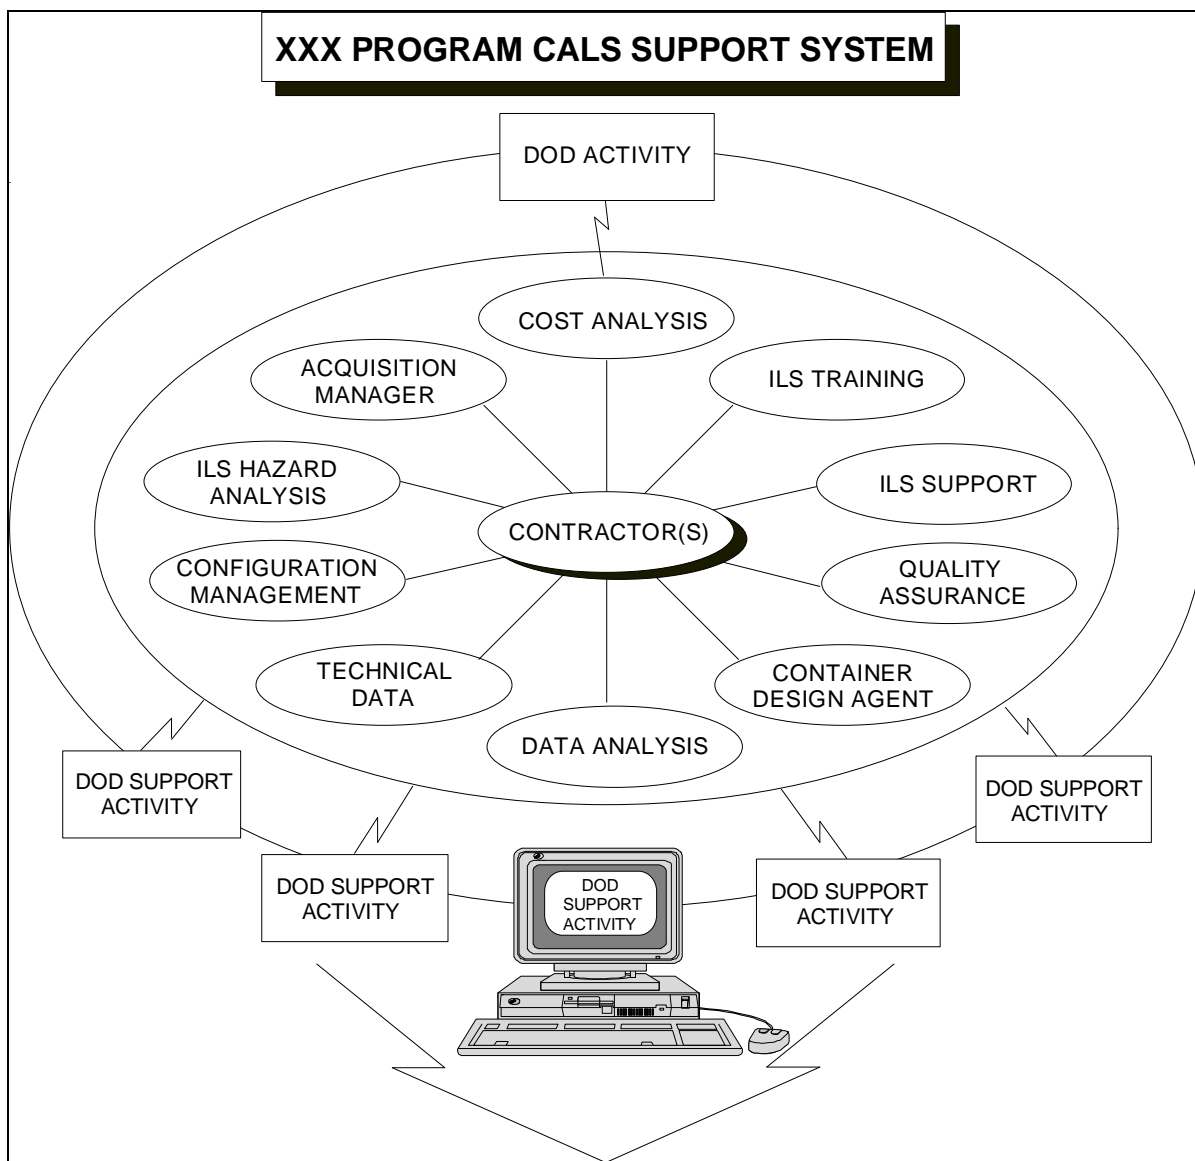 XXX PROGRAM CALS SUPPORT SYSTEM
DOD ACTIVITY
COST ANALYSIS
ACQUISITION
MANAGER
ILS TRAINING
ILS HAZARD
ANALYSIS
ILS SUPPORT
CONTRACTOR(S)
CONFIGURATION
MANAGEMENT
QUALITY
ASSURANCE
TECHNICAL
DATA
CONTAINER
DESIGN AGENT
DATA ANALYSIS
DOD SUPPORT
ACTIVITY
DOD SUPPORT
ACTIVITY
DOD SUPPORT
ACTIVITY
DOD
SUPPORT
ACTIVITY
DOD SUPPORT
ACTIVITY